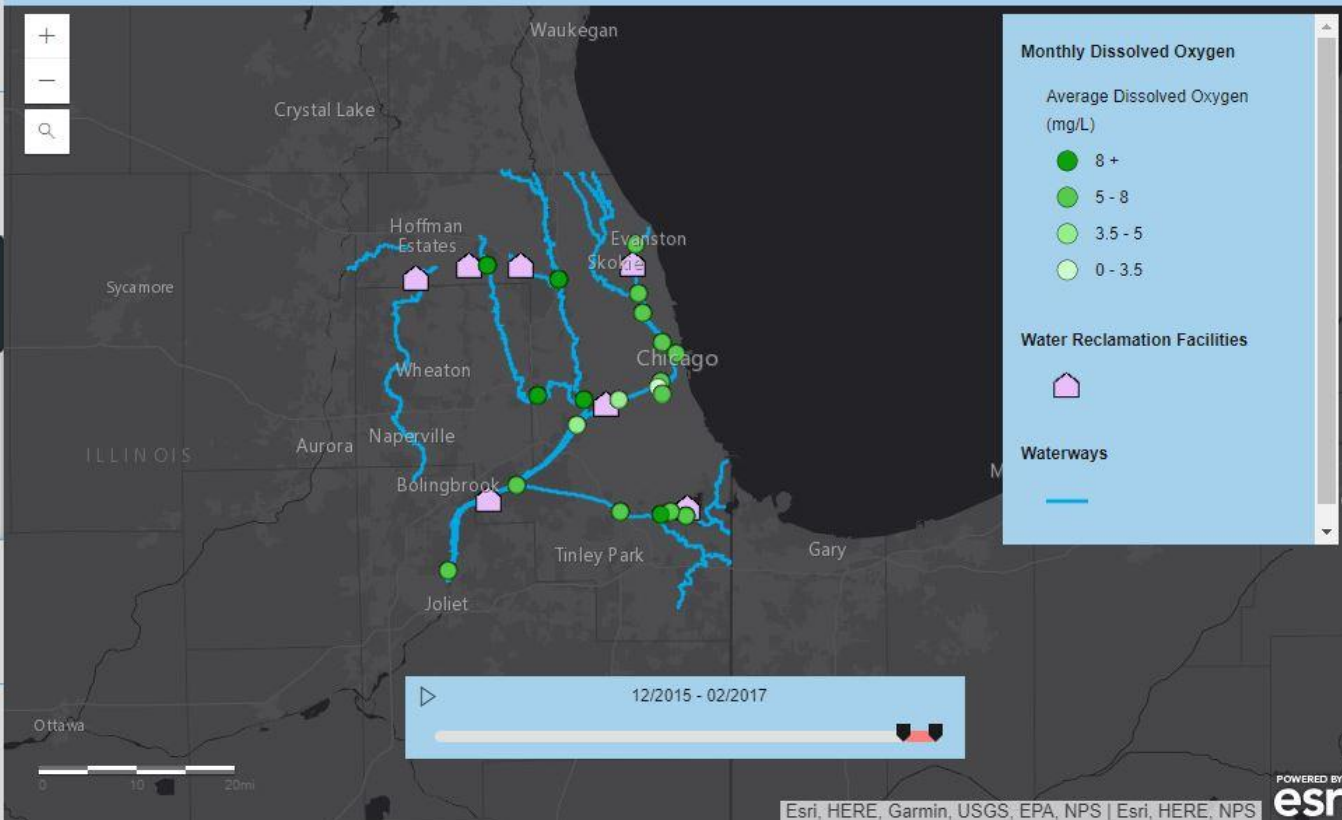 Waukegan
Crystal Lake
Hoffman
Estates
Evanston
Skokie
Sycamore
Chicago
Wheaton
Naperville
Aurora
ILLINOIS
Bolingbrook
Tinley Park
Gary
Joliet
Ottawa
M
Monthly Dissolved Oxygen
Average Dissolved Oxygen
(mg/L)
8 +
5 - 8
3.5 - 5
0 - 3.5
Water Reclamation Facilities
Waterways
12/2015 - 02/2017
0 10 20mi
Esri, HERE, Garmin, USGS, EPA, NPS | Esri, HERE, NPS
POWERED BY
esri